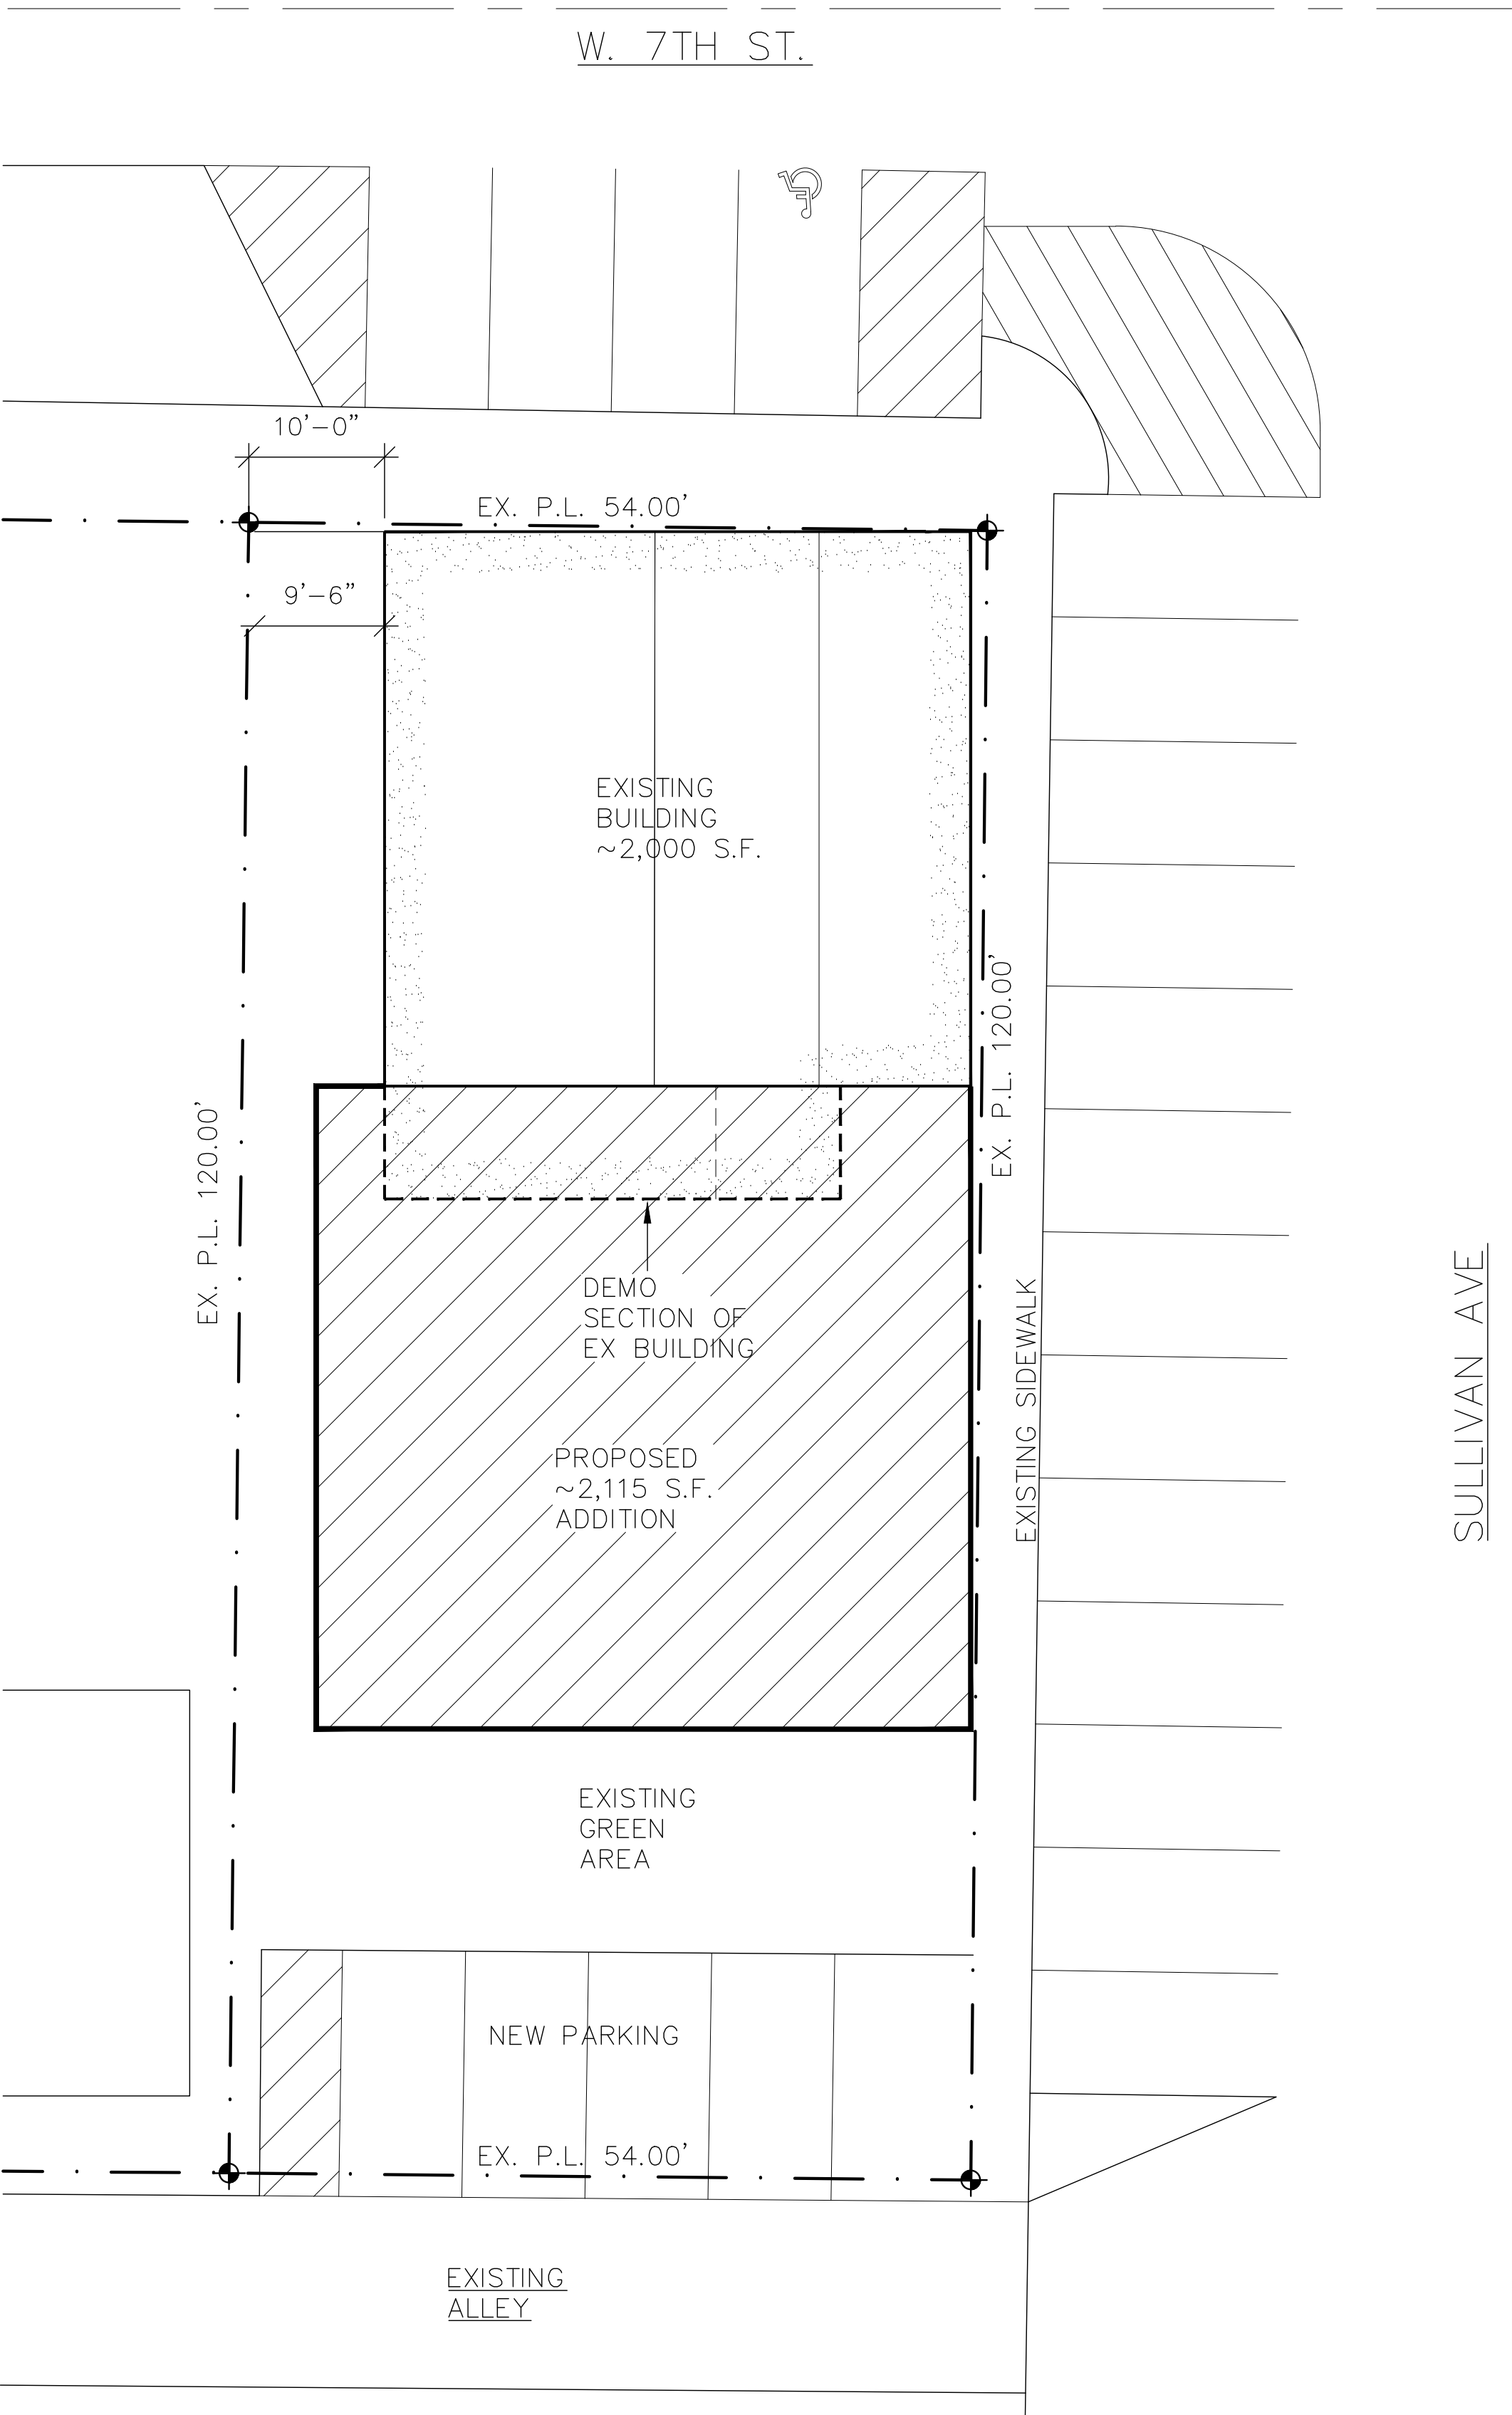 W. 7TH ST.
10'-0"
EX. P.L. 54.00'
9'-6"
EXISTING
BUILDING
~2,000 S.F.
EX. P.L. 120.00'
EX. P.L. 120.00'
DEMO
SECTION OF
EX BUILDING
EXISTING SIDEWALK
SULLIVAN AVE
PROPOSED
~2,115 S.F.
ADDITION
EXISTING
GREEN
AREA
NEW PARKING
EX. P.L. 54.00'
EXISTING
ALLEY